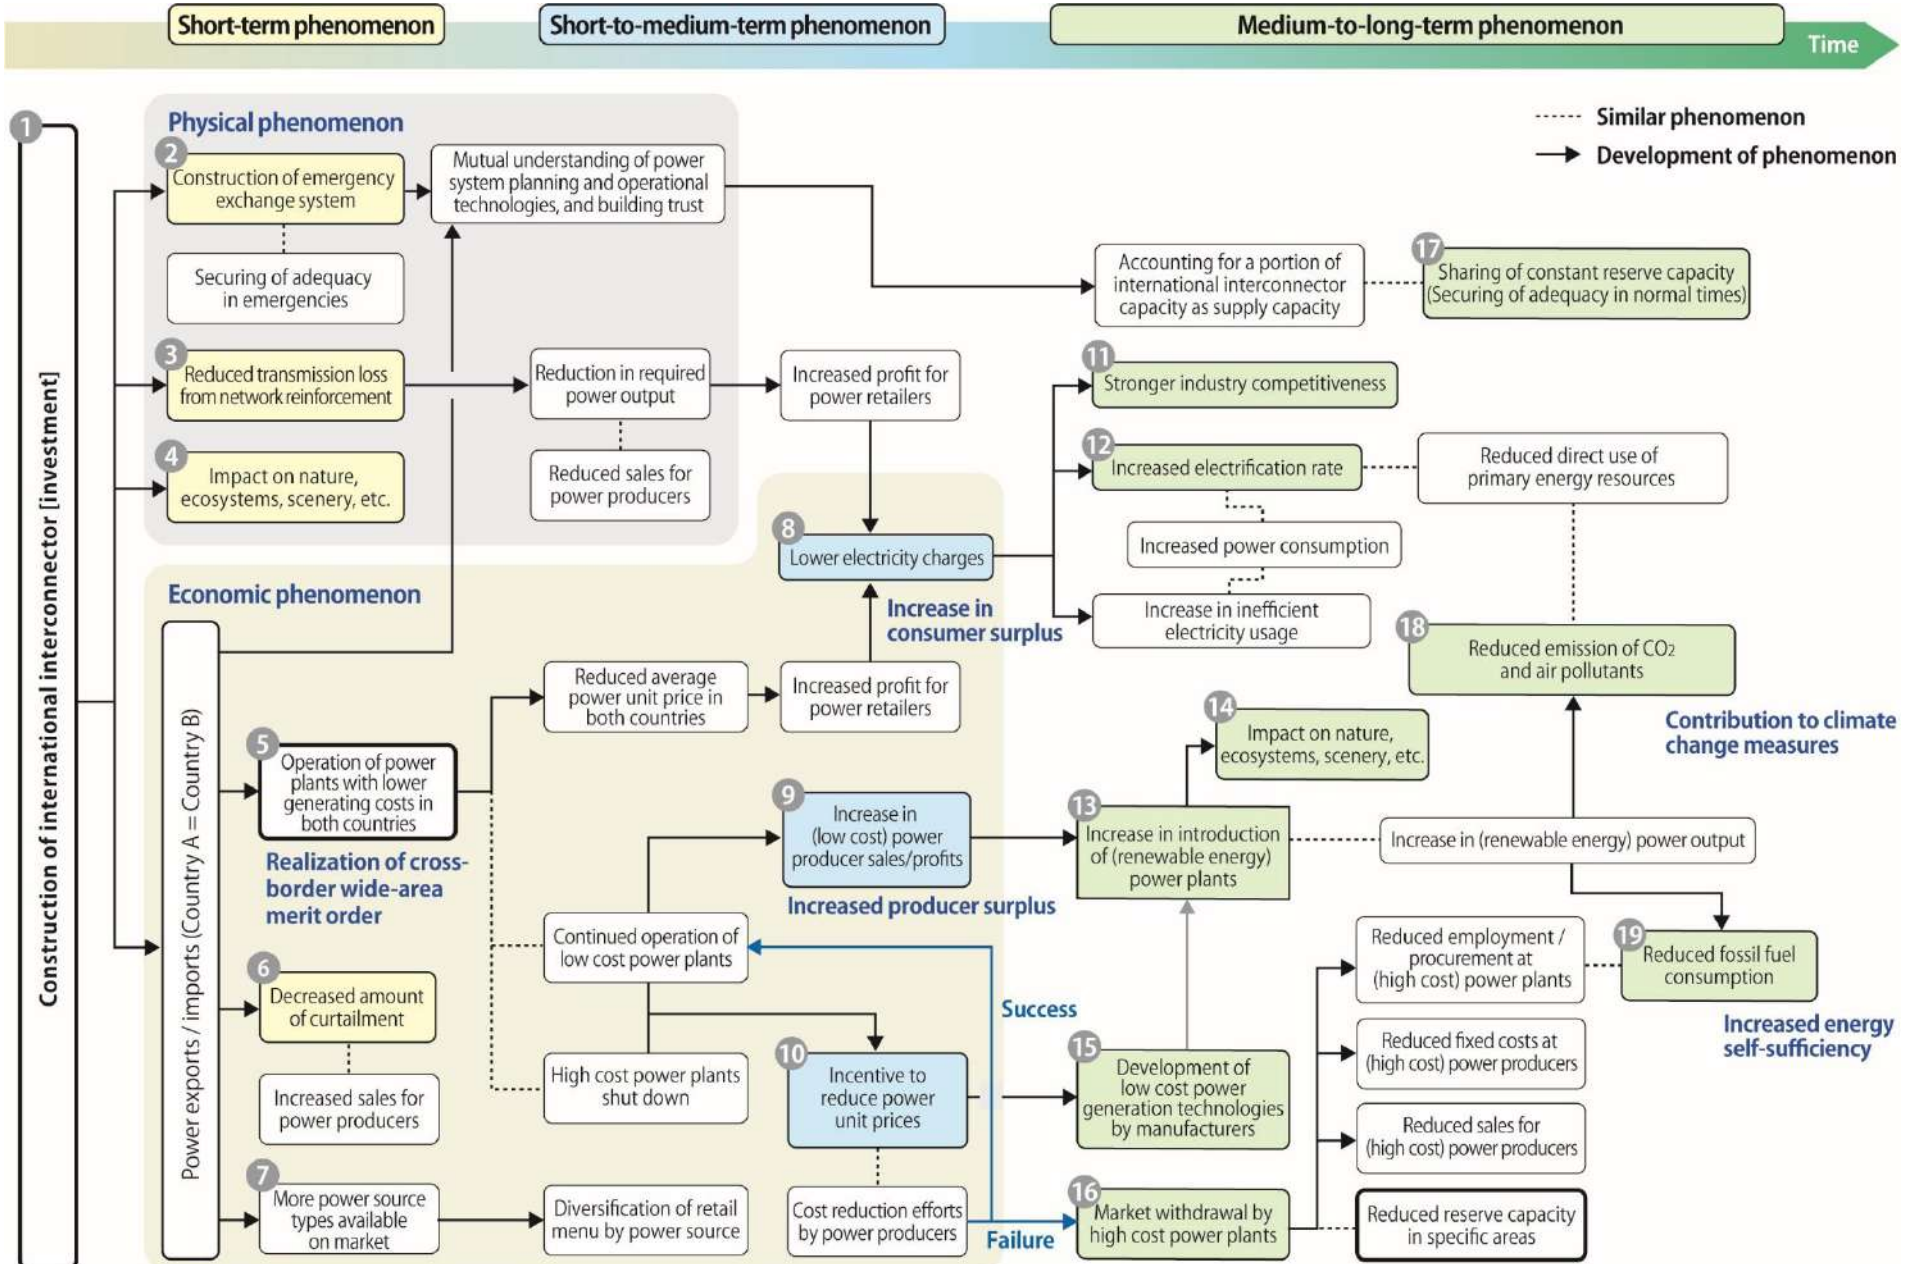 Short-term phenomenon
Short-to-medium-term phenomenon
Medium-to-long-term phenomenon
Time
Similar phenomenon
Development of phenomenon
1
Construction of international interconnector [investment]
Physical phenomenon
2
Construction of emergency
exchange system
Mutual understanding of power
system planning and operational
technologies, and building trust
Securing of adequacy
in emergencies
Accounting for a portion of
international interconnector
capacity as supply capacity
17
Sharing of constant reserve capacity
(Securing of adequacy in normal times)
3
Reduced transmission loss
from network reinforcement
Reduction in required
power output
Increased profit for
power retailers
11
Stronger industry competitiveness
4
Impact on nature,
ecosystems, scenery, etc.
Reduced sales for
power producers
12
Increased electrification rate
Reduced direct use of
primary energy resources
8
Lower electricity charges
Increased power consumption
Increase in
consumer surplus
Increase in inefficient
electricity usage
18
Reduced emission of CO2
and air pollutants
Contribution to climate
change measures
Economic phenomenon
Power exports / imports (Country A = Country B)
Reduced average
power unit price in
both countries
Increased profit for
power retailers
5
Operation of power
plants with lower
generating costs in
both countries
Realization of cross-
border wide-area
merit order
14
Impact on nature,
ecosystems, scenery, etc.
9
Increase in
(low cost) power
producer sales/profits
Increased producer surplus
13
Increase in introduction
of (renewable energy)
power plants
Increase in (renewable energy) power output
Continued operation of
low cost power plants
6
Decreased amount
of curtailment
Increased sales for
power producers
High cost power plants
shut down
Success
10
Incentive to
reduce power
unit prices
15
Development of
low cost power
generation technologies
by manufacturers
Reduced employment /
procurement at
(high cost) power plants
19
Reduced fossil fuel
consumption
Increased energy
self-sufficiency
Reduced fixed costs at
(high cost) power producers
Reduced sales for
(high cost) power producers
7
More power source
types available
on market
Diversification of retail
menu by power source
Cost reduction efforts
by power producers
Failure
16
Market withdrawal by
high cost power plants
Reduced reserve capacity
in specific areas